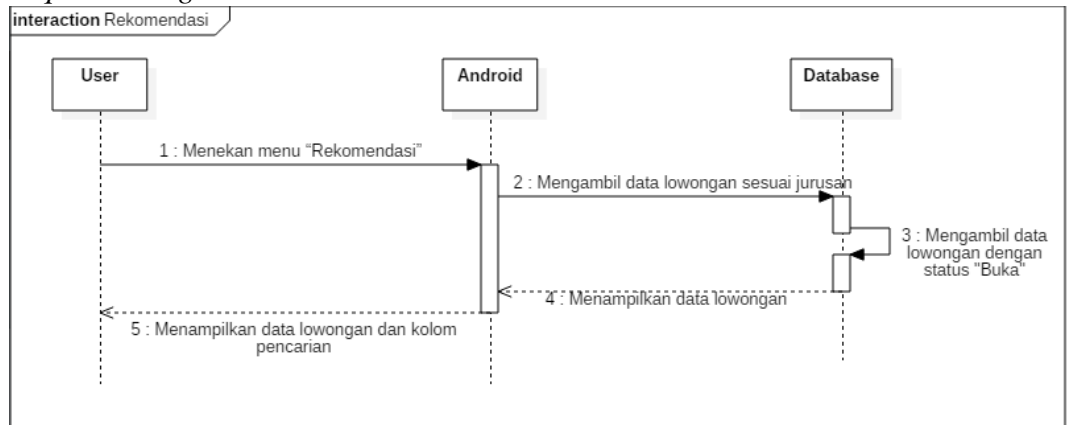 interaction Rekomendasi
User
Android
Database
1 : Menekan menu “Rekomendasi”
2 : Mengambil data lowongan sesuai jurusan
3 : Mengambil data
lowongan dengan
status "Buka"
4 : Menampilkan data lowongan
5 : Menampilkan data lowongan dan kolom
pencarian